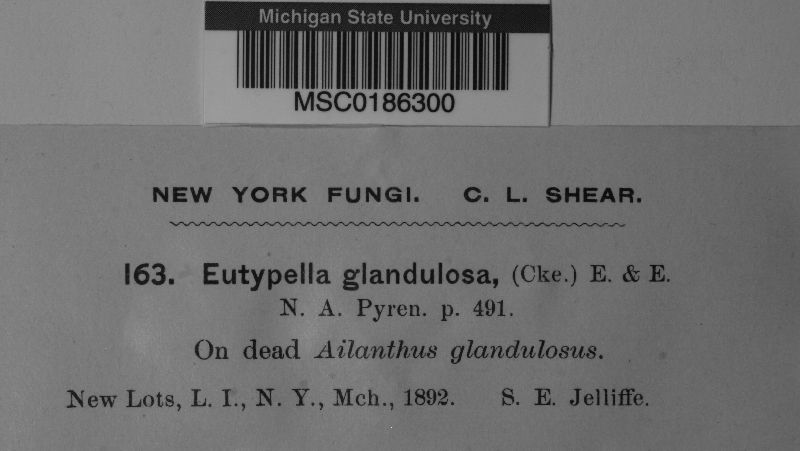 Michigan State University
MSC0186300
NEW YORK FUNGI. C. L. SHEAR.
163. Eutypella glandulosa, (Cke.) E. & E.
N. A. Pyren. p. 491.
On dead Ailanthus glandulosus.
New Lots, L. I., N. Y., Mch., 1892. S. E. Jelliffe.